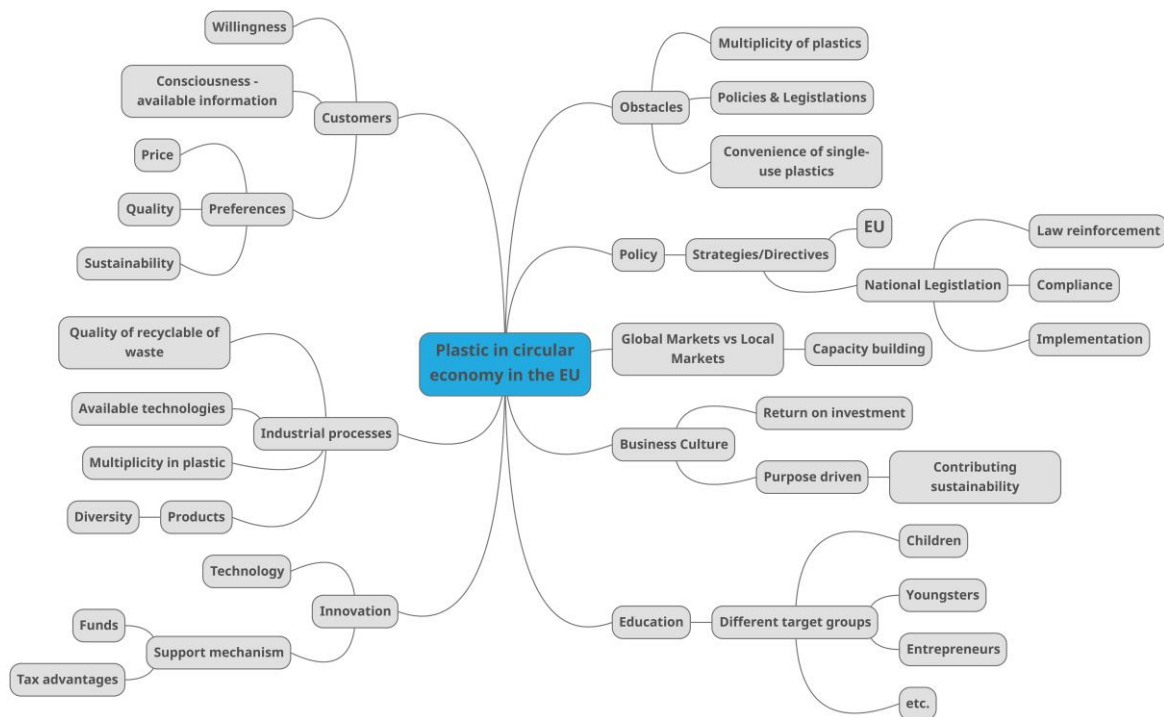 Plastic in circular
economy in the EU
Customers
Willingness
Consciousness -
available information
Preferences
Price
Quality
Sustainability
Industrial processes
Quality of recyclable of
waste
Available technologies
Multiplicity in plastic
Products
Diversity
Innovation
Technology
Support mechanism
Funds
Tax advantages
Obstacles
Multiplicity of plastics
Policies & Legistlations
Convenience of single-
use plastics
Policy
Strategies/Directives
EU
National Legistlation
Law reinforcement
Compliance
Implementation
Global Markets vs Local
Markets
Capacity building
Business Culture
Return on investment
Purpose driven
Contributing
sustainability
Education
Different target groups
Children
Youngsters
Entrepreneurs
etc.